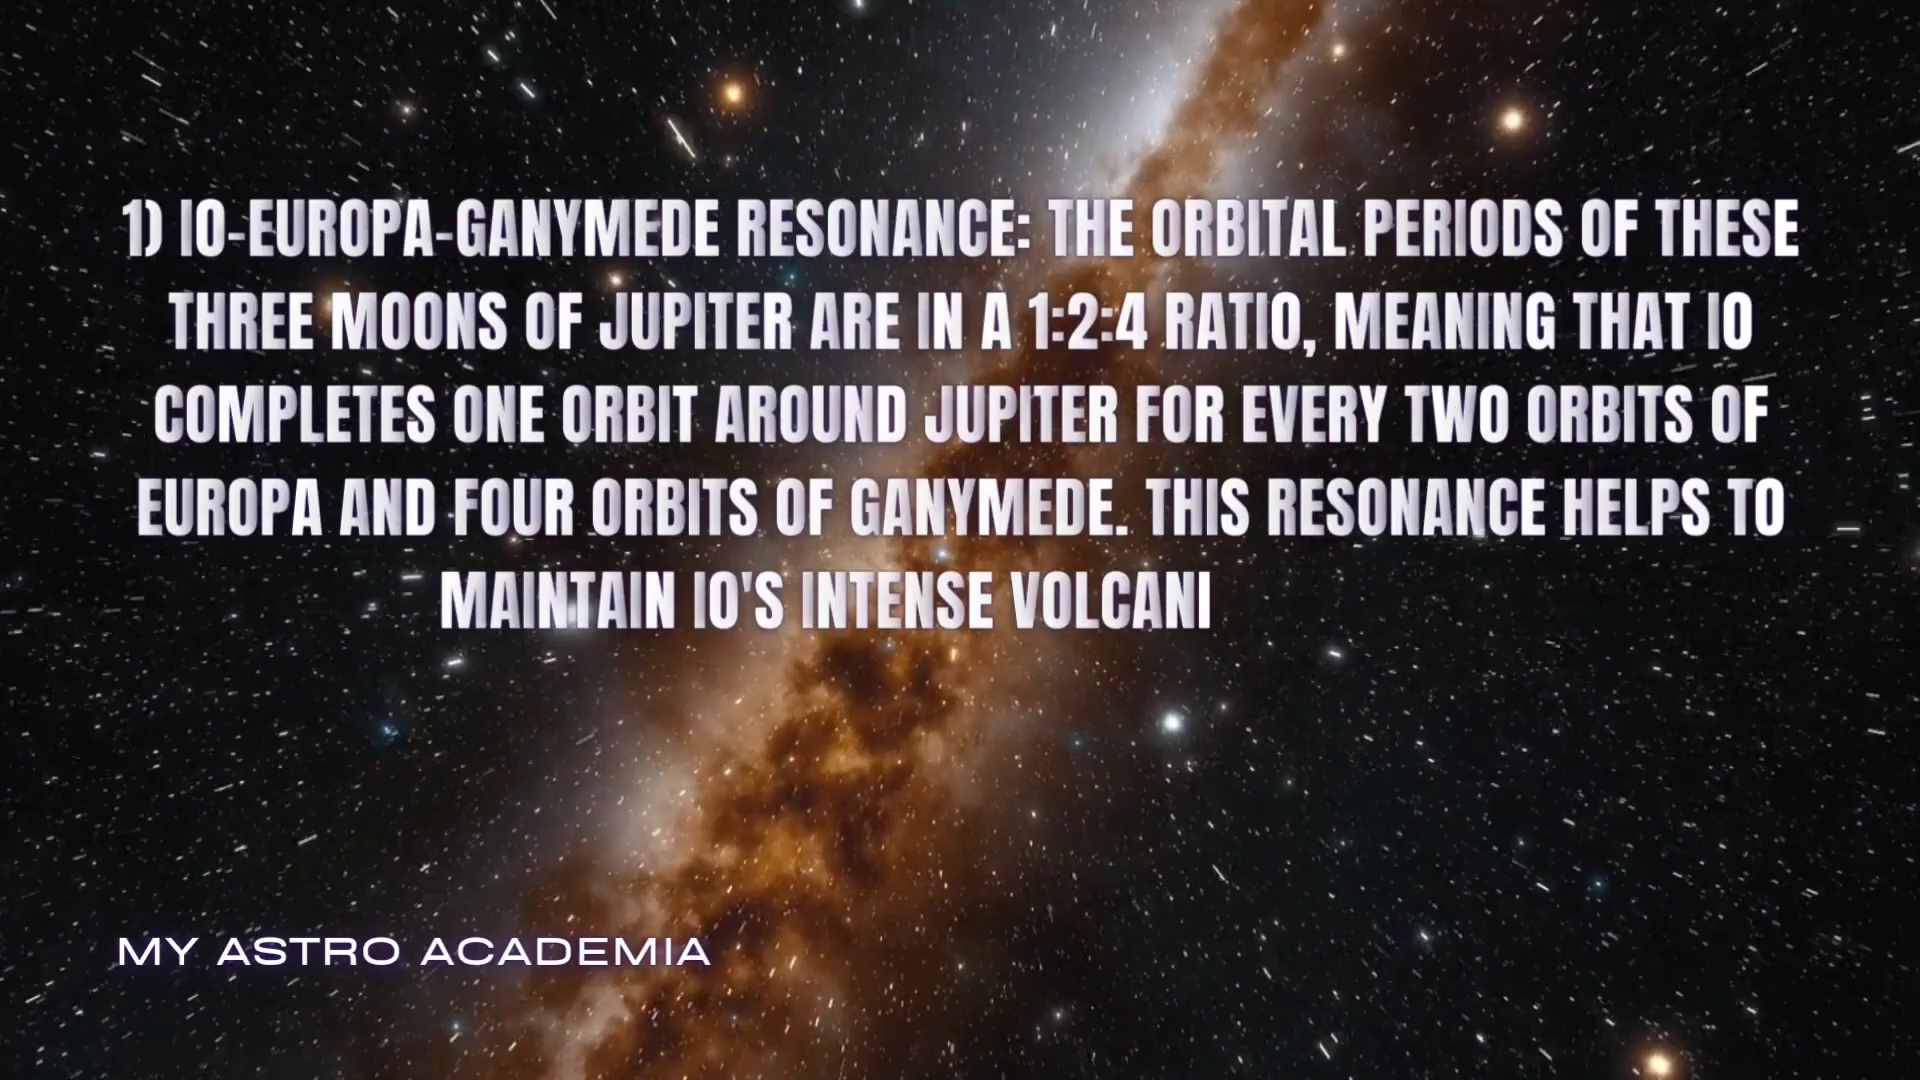 1) IO-EUROPA-GANYMEDE RESONANCE: THE ORBITAL PERIODS OF THESE
THREE MOONS OF JUPITER ARE IN A 1:2:4 RATIO, MEANING THAT IO
COMPLETES ONE ORBIT AROUND JUPITER FOR EVERY TWO ORBITS OF
EUROPA AND FOUR ORBITS OF GANYMEDE. THIS RESONANCE HELPS TO
MAINTAIN IO'S INTENSE VOLCANI
MY ASTRO ACADEMIA